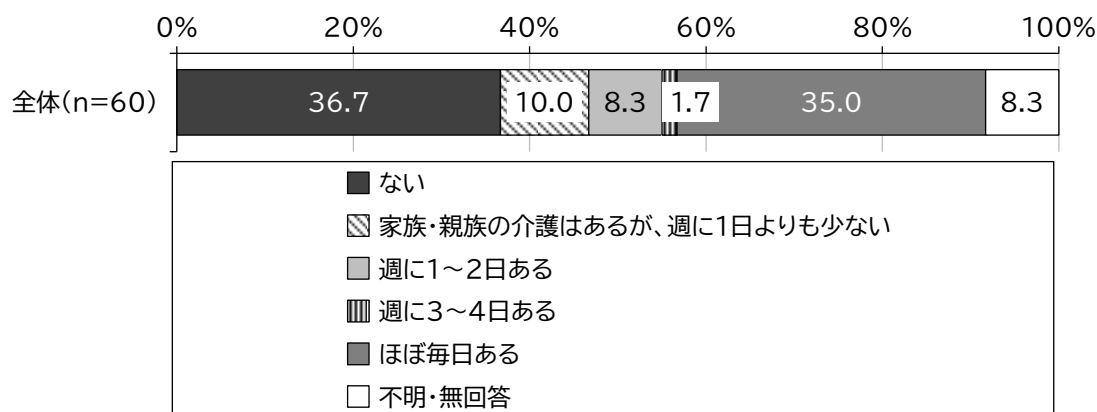 0% 20% 40% 60% 80% 100%
全体(n=60) 36.7 10.0 8.3 1.7 35.0 8.3
ない
家族・親族の介護はあるが、週に1日よりも少ない
週に1～2日ある
週に3～4日ある
ほぼ毎日ある
不明・無回答